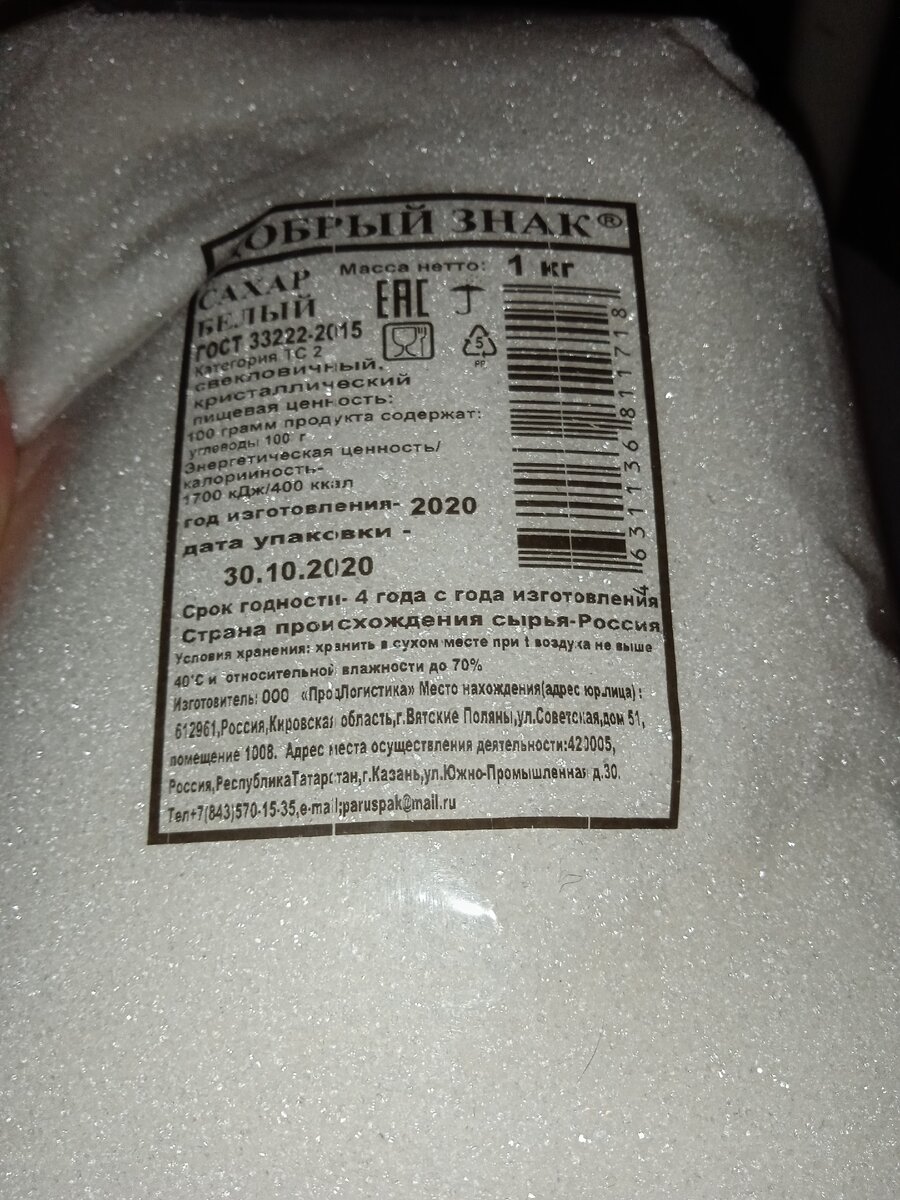 ДОБРЫЙ ЗНАК®
САХАР
БЕЛЫЙ
Масса нетто: 1 кг
EAC
ГОСТ 33222-2015
Категория ТС 2
свекловичный,
кристаллический
пищевая ценность:
100 грамм продукта содержат:
углеводы 100 г
Энергетическая ценность/
калорийность-
1700 кДж/400 ккал
год изготовления- 2020
дата упаковки -
30.10.2020
5
PP
4631136811718
Срок годности- 4 года с года изготовления
Страна происхождения сырья-Россия
Условия хранения: хранить в сухом месте при t воздуха не выше
40°С и относительной влажности до 70%
Изготовитель: ООО «ПродЛогистика» Место нахождения(адрес юр.лица) :
612961,Россия,Кировская область,г.Вятские Поляны,ул.Советская,дом 51,
помещение 1008. Адрес места осуществления деятельности:420005,
Россия,РеспубликаТатарстан,г.Казань,ул.Южно-Промышленная д.30.
Тел+7(843)570-15-35,e-mail;paruspak@mail.ru